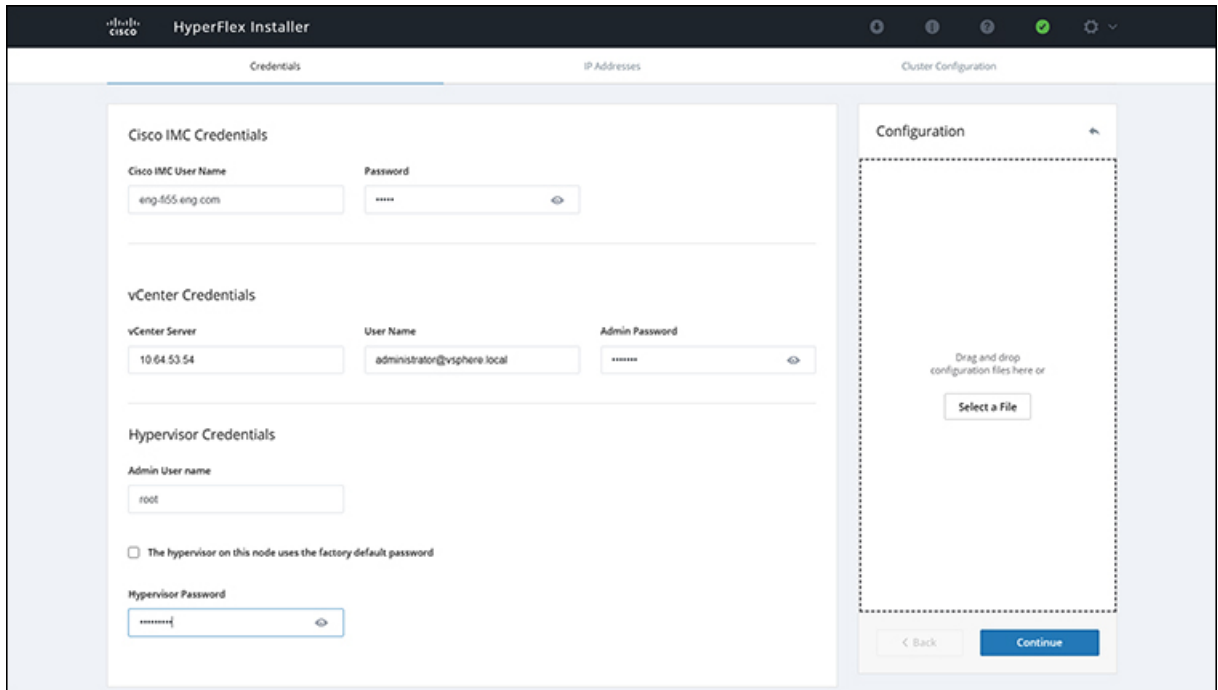 cisco HyperFlex Installer
Credentials IP Addresses Cluster Configuration
Cisco IMC Credentials
Configuration
Cisco IMC User Name Password
eng-fi55.eng.com •••••
vCenter Credentials
vCenter Server User Name Admin Password
10.64.53.54 administrator@vsphere.local •••••••
Drag and drop
configuration files here or
Select a File
Hypervisor Credentials
Admin User name
root
The hypervisor on this node uses the factory default password
Hypervisor Password
•••••••••
< Back Continue